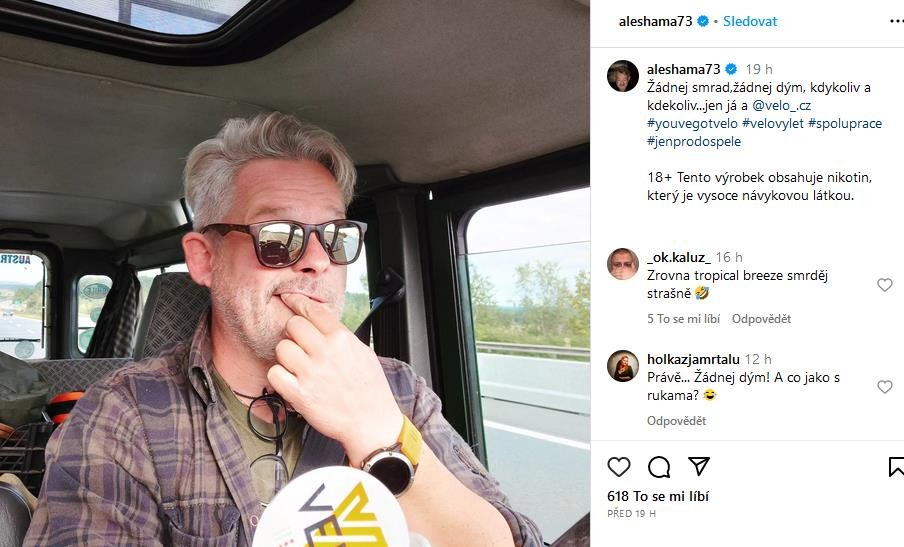 aleshama73 • Sledovat
aleshama73 19 h
Žádnej smrad,žádnej dým, kdykoliv a
kdekoliv...jen já a @velo_.cz
#youvegotvelo #velovylet #spoluprace
#jenprodospele
18+ Tento výrobek obsahuje nikotin,
který je vysoce návykovou látkou.
_ok.kaluz_ 16 h
Zrovna tropical breeze smrděj
strašně 🤣
5 To se mi líbí Odpovědět
holkazjamrtalu 12 h
Právě... Žádnej dým! A co jako s
rukama? 😂
Odpovědět
618 To se mi líbí
PŘED 19 H